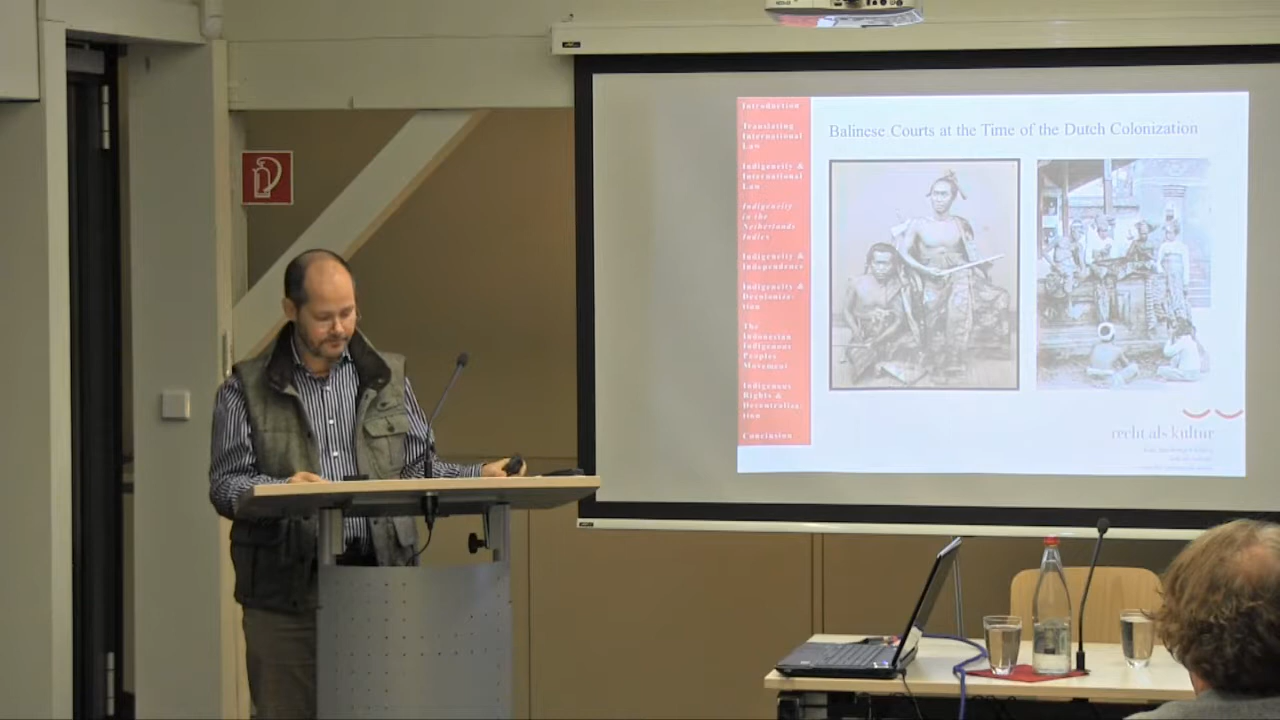 Introduction
Translating
International
Law
Indigeneity &
International
Law
Indigeneity
in the
Netherlands
Indies
Indigeneity &
Independence
Indigeneity &
Decoloniza-
tion
The
Indonesian
Indigenous
Peoples
Movement
Indigenous
Rights &
Decentraliza-
tion
Conclusion
Balinese Courts at the Time of the Dutch Colonization
recht als kultur